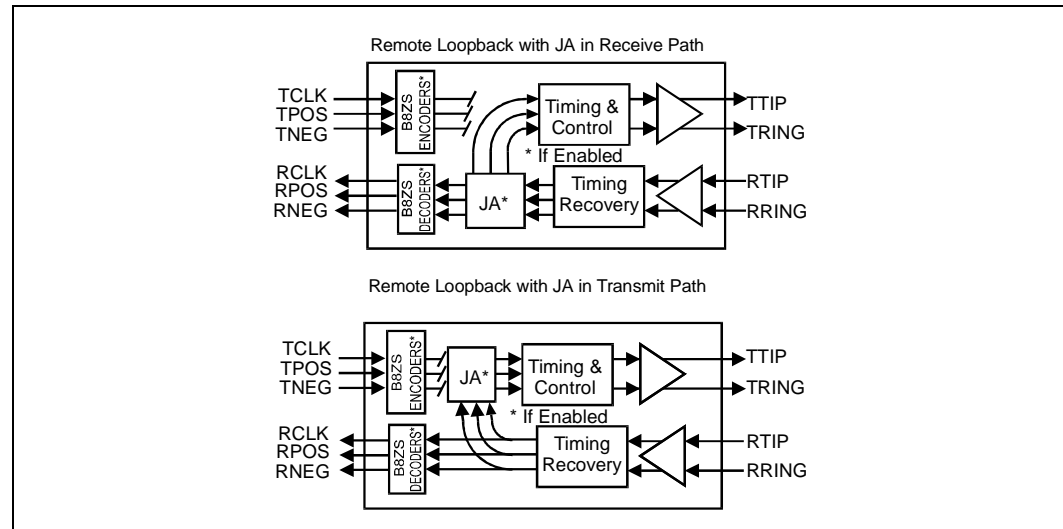 Remote Loopback with JA in Receive Path
TCLK
TPOS
TNEG
B8ZS
ENCODERS*
Timing &
Control
TTIP
TRING
* If Enabled
RCLK
RPOS
RNEG
B8ZS
DECODERS*
JA*
Timing
Recovery
RTIP
RRING
Remote Loopback with JA in Transmit Path
TCLK
TPOS
TNEG
B8ZS
ENCODERS*
JA*
Timing &
Control
TTIP
TRING
* If Enabled
RCLK
RPOS
RNEG
B8ZS
DECODERS*
Timing
Recovery
RTIP
RRING